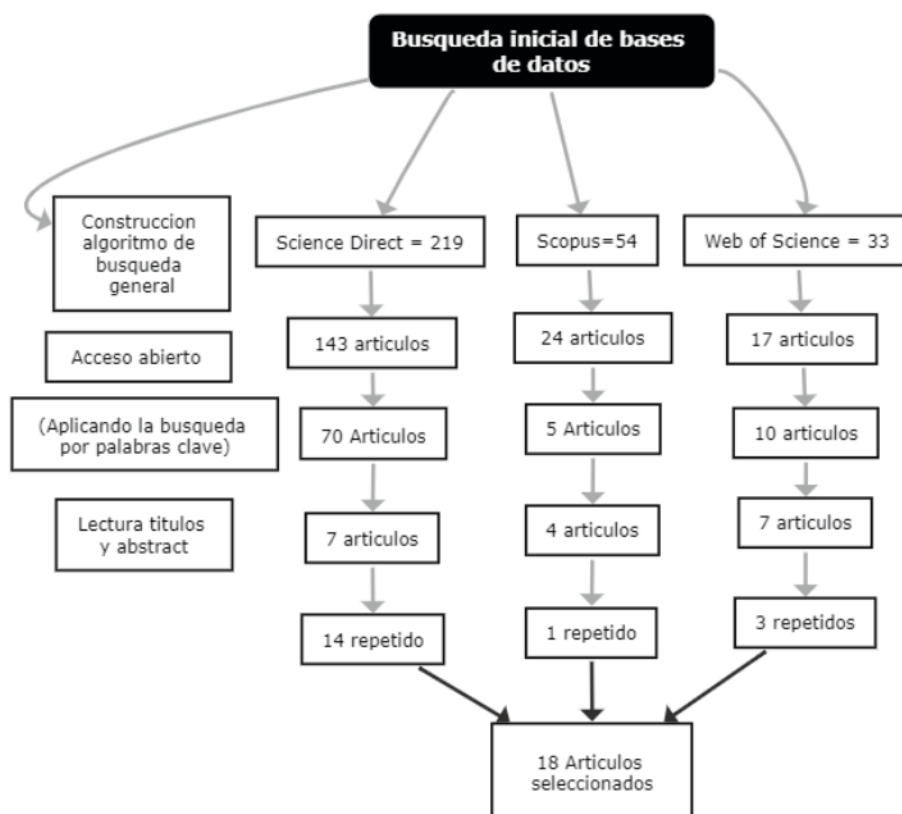 Busqueda inicial de bases
de datos
Construccion
algoritmo de
busqueda
general
Science Direct = 219
Scopus=54
Web of Science = 33
Acceso abierto
143 articulos
24 articulos
17 articulos
(Aplicando la busqueda
por palabras clave)
70 Articulos
5 Articulos
10 articulos
Lectura titulos
y abstract
7 articulos
4 articulos
7 articulos
14 repetido
1 repetido
3 repetidos
18 Articulos
seleccionados